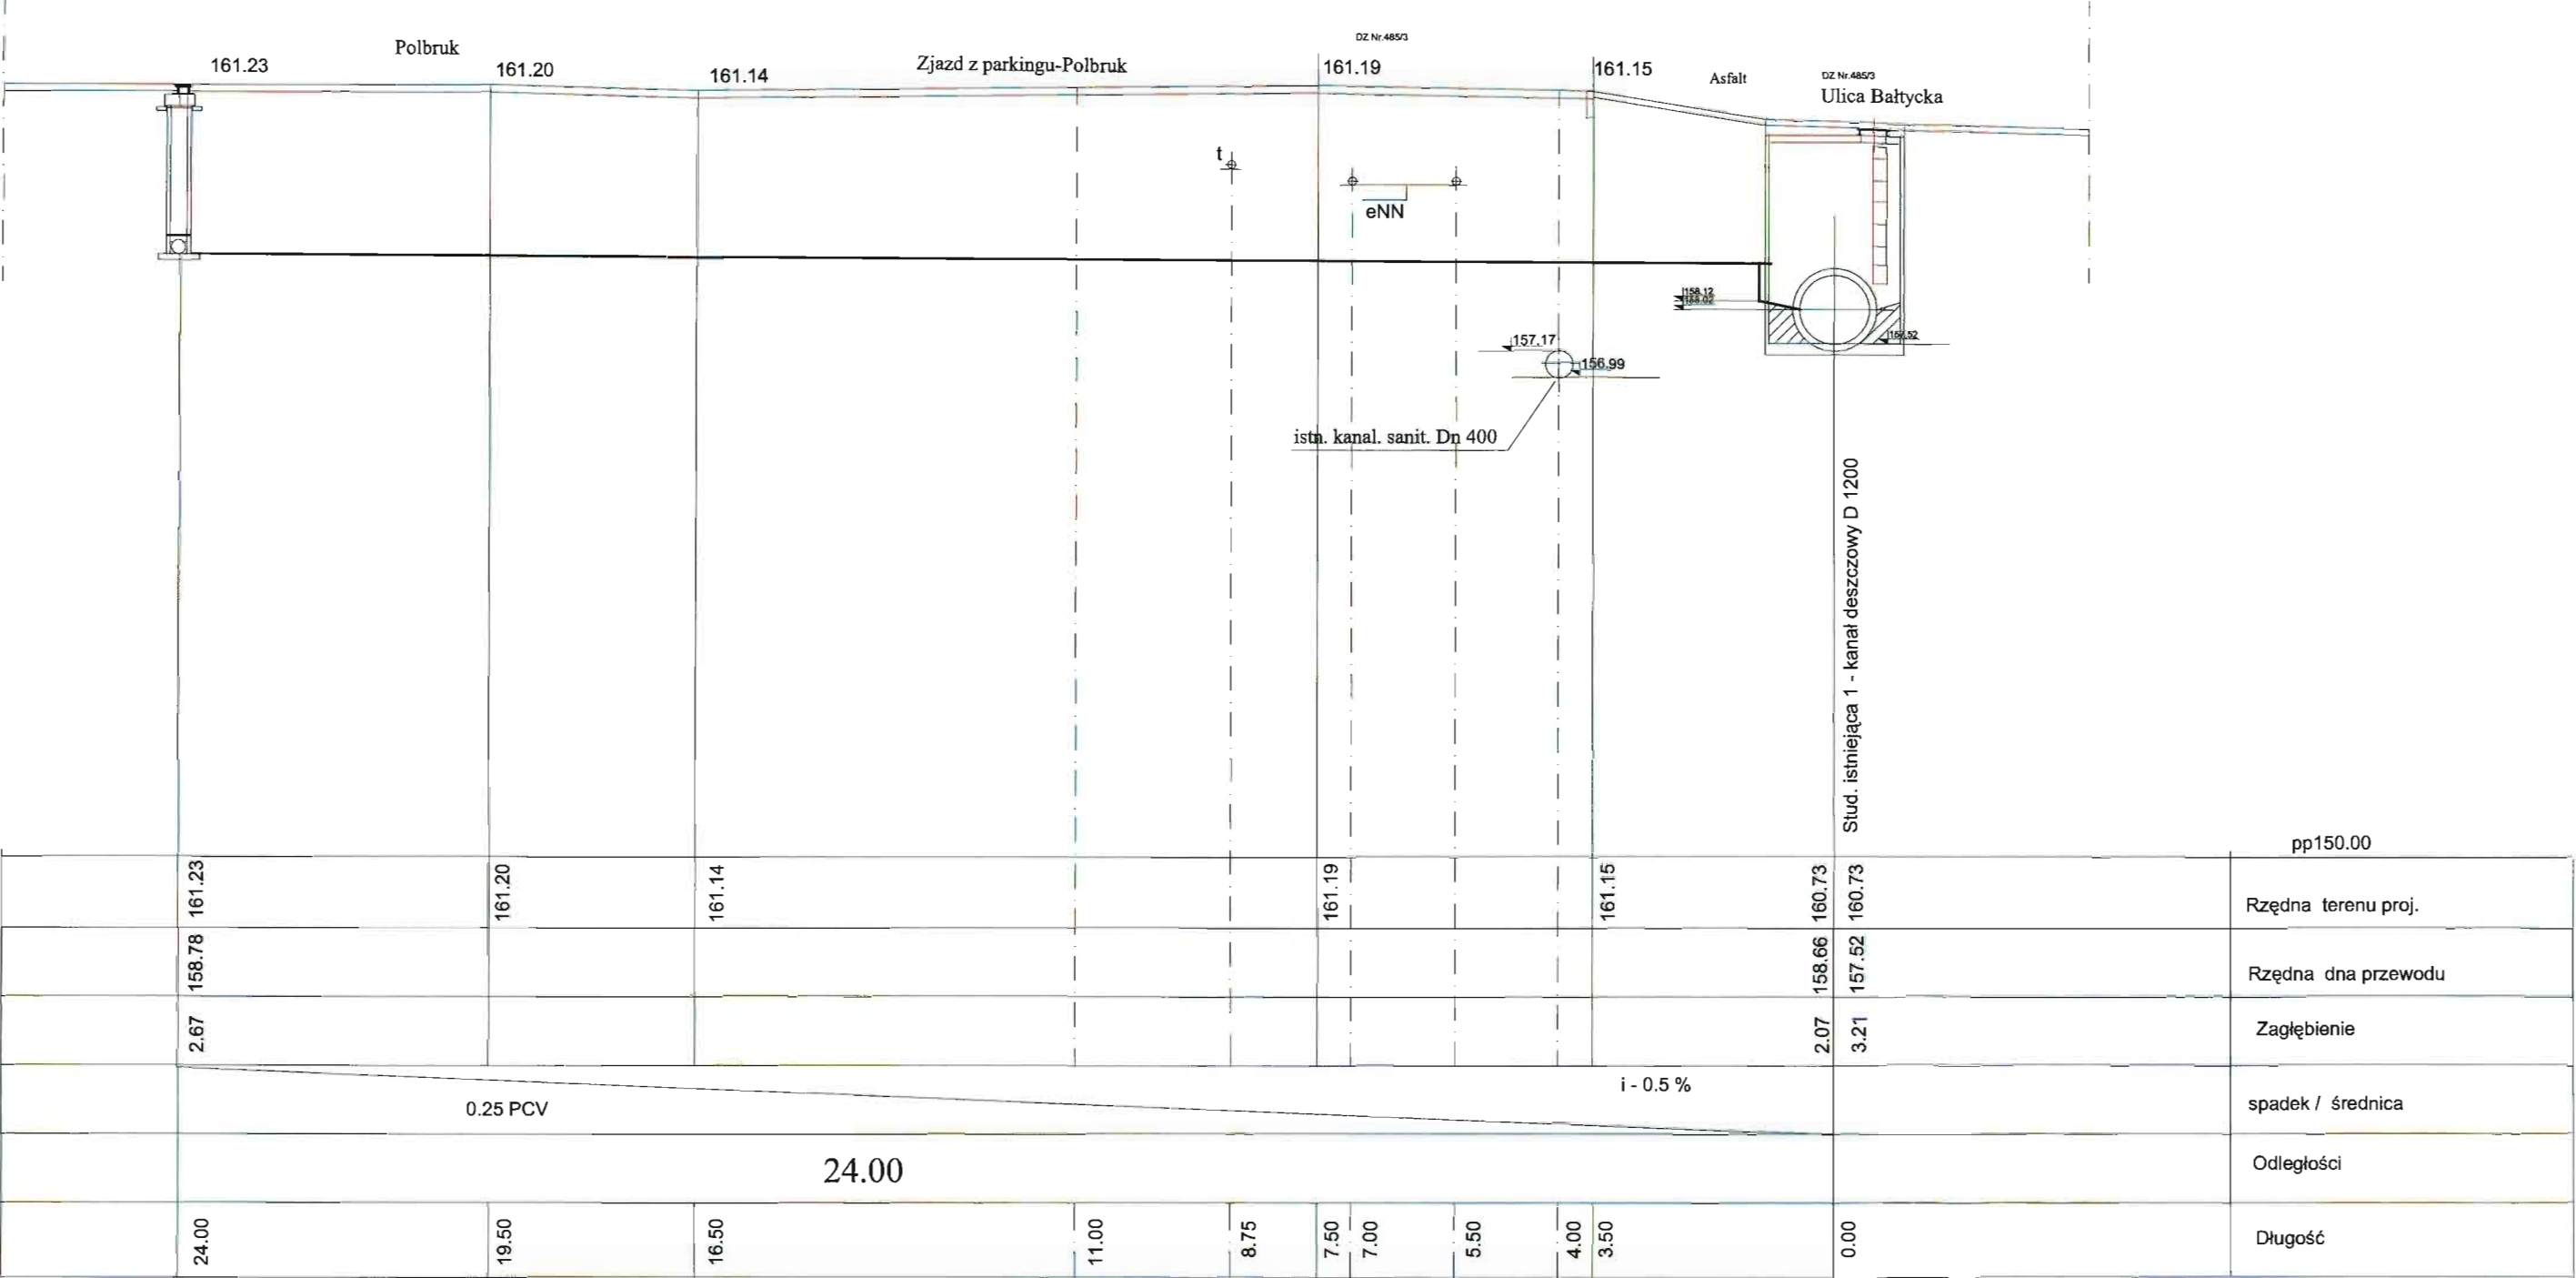 DZ Nr.485/3
Polbruk
161.23
161.20
161.14
Zjazd z parkingu-Polbruk
161.19
161.15
Asfalt
DZ Nr.485/3
Ulica Bałtycka
t
eNN
158.12
158.02
157.52
157.17
156.99
istn. kanal. sanit. Dn 400
Stud. istniejąca 1 - kanał deszczowy D 1200
pp150.00
161.23
161.20
161.14
161.19
161.15
160.73
160.73
Rzędna terenu proj.
158.78
158.66
157.52
Rzędna dna przewodu
2.67
2.07
3.21
Zagłębienie
0.25 PCV
i - 0.5 %
spadek / średnica
24.00
Odległości
24.00
19.50
16.50
11.00
8.75
7.50
7.00
5.50
4.00
3.50
0.00
Długość